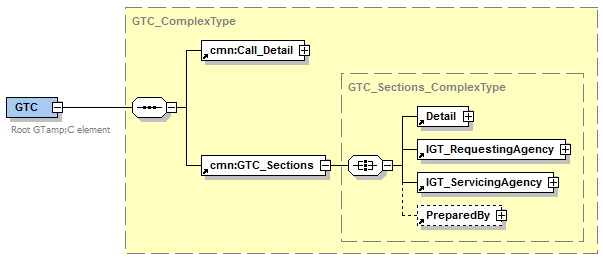 GTC_ComplexType
cmn:Call_Detail
GTC_Sections_ComplexType
GTC
Root GTamp;C element
cmn:GTC_Sections
Detail
IGT_RequestingAgency
IGT_ServicingAgency
PreparedBy